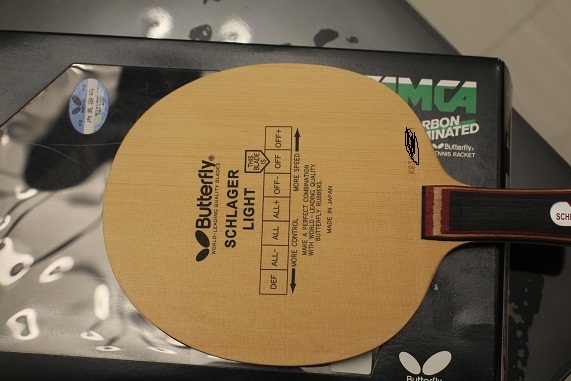 Butterfly®
WORLD-LEADING QUALITY BLADES
SCHLAGER
LIGHT
THIS
BLADE
IS
DEF ALL- ALL ALL+ OFF- OFF OFF+
MORE CONTROL MORE SPEED
MAKE A PERFECT COMBINATION
WITH WORLD-LEADING QUALITY
BUTTERFLY RUBBERS.
MADE IN JAPAN
TAMCA
CARBON
LAMINATED
Butterfly
TENNIS RACKET
SCH
Butterfly